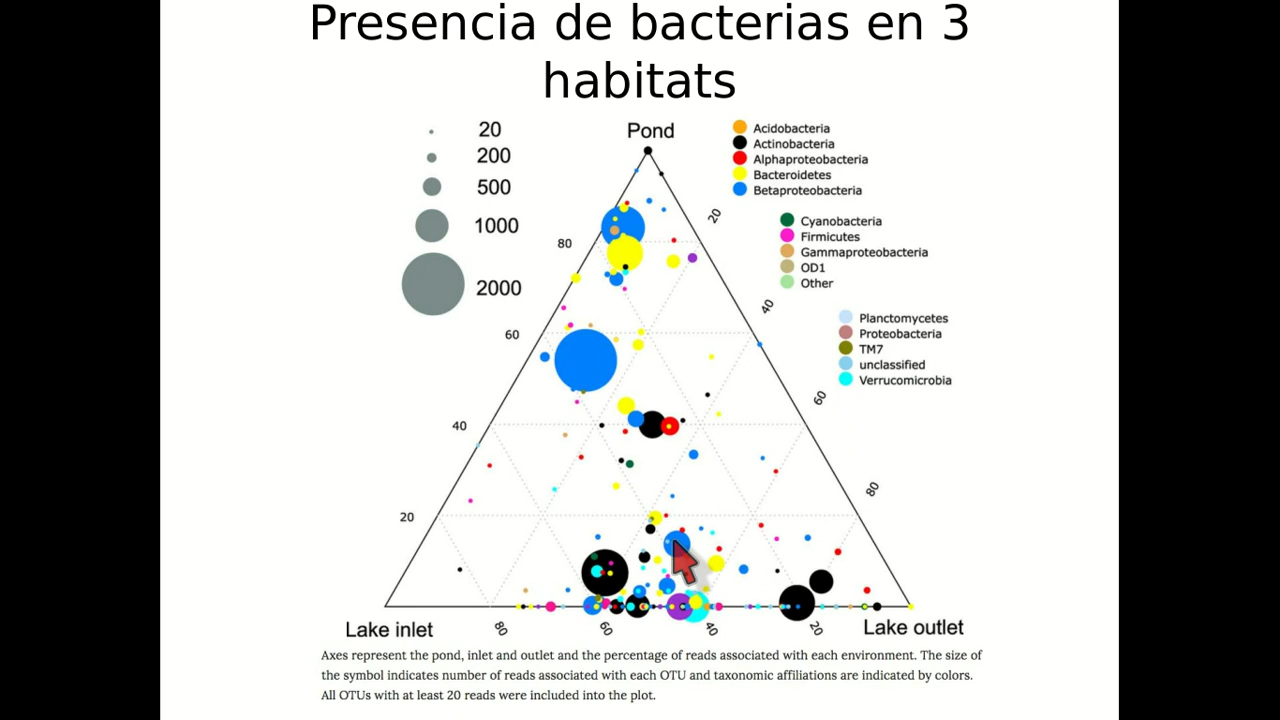 Presencia de bacterias en 3
habitats
Pond
20
200
500
1000
2000
Acidobacteria
Actinobacteria
Alphaproteobacteria
Bacteroidetes
Betaproteobacteria
Cyanobacteria
Firmicutes
Gammaproteobacteria
OD1
Other
Planctomycetes
Proteobacteria
TM7
unclassified
Verrucomicrobia
80
60
40
20
20
40
60
80
80
60
40
20
Lake inlet
Lake outlet
Axes represent the pond, inlet and outlet and the percentage of reads associated with each environment. The size of
the symbol indicates number of reads associated with each OTU and taxonomic affiliations are indicated by colors.
All OTUs with at least 20 reads were included into the plot.